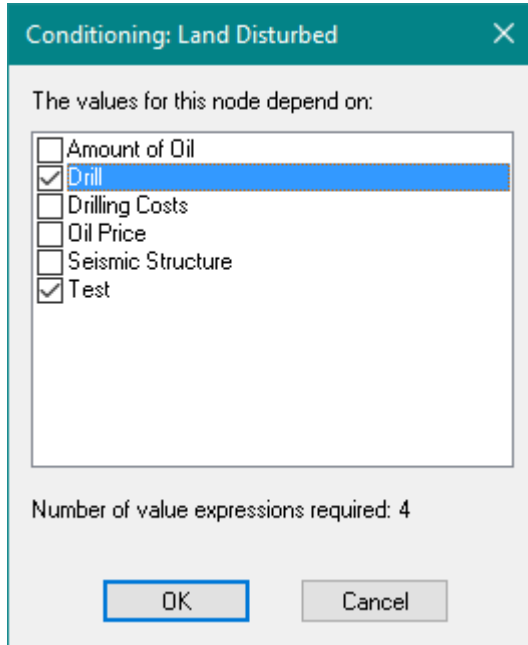 Conditioning: Land Disturbed
The values for this node depend on:
Amount of Oil
Drill
Drilling Costs
Oil Price
Seismic Structure
Test
Number of value expressions required: 4
OK Cancel